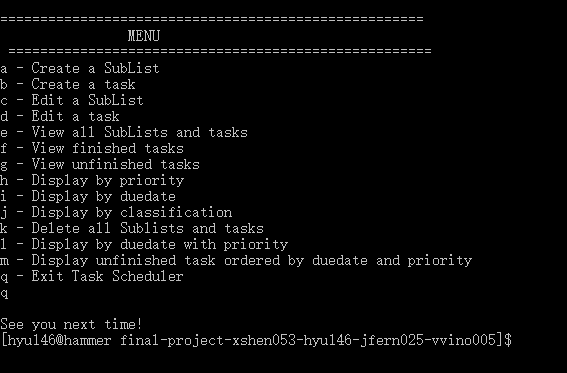 =====================================================
MENU
=====================================================
a - Create a SubList
b - Create a task
c - Edit a SubList
d - Edit a task
e - View all SubLists and tasks
f - View finished tasks
g - View unfinished tasks
h - Display by priority
i - Display by duedate
j - Display by classification
k - Delete all Sublists and tasks
l - Display by duedate with priority
m - Display unfinished task ordered by duedate and priority
q - Exit Task Scheduler
q
See you next time!
[hyu146@hammer final-project-xshen053-hyu146-jfern025-vvino005]$